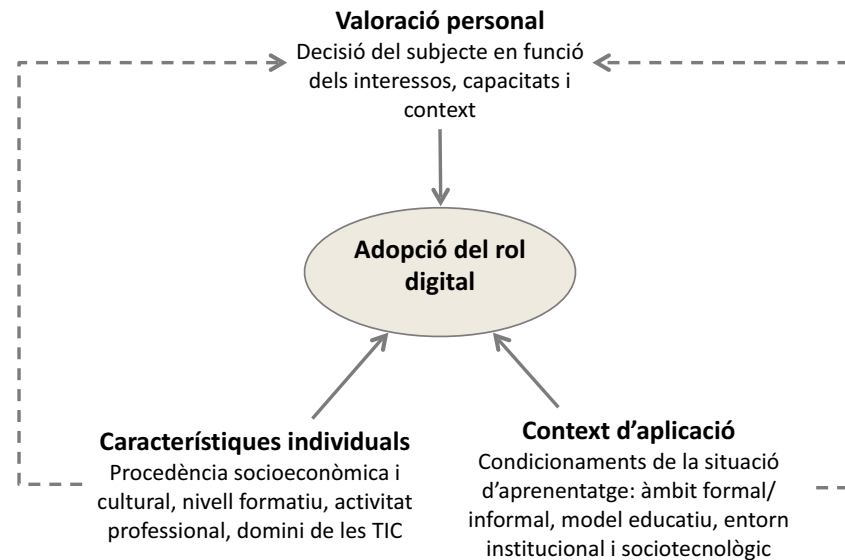 Valoració personal
Decisió del subjecte en funció
dels interessos, capacitats i
context
Adopció del rol
digital
Característiques individuals
Procedència socioeconòmica i
cultural, nivell formatiu, activitat
professional, domini de les TIC
Context d’aplicació
Condicionaments de la situació
d’aprenentatge: àmbit formal/
informal, model educatiu, entorn
institucional i sociotecnològic